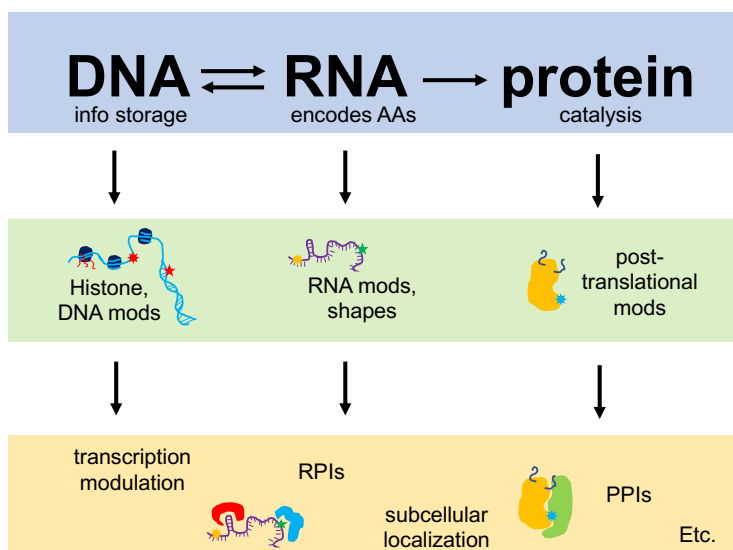 DNA
RNA
protein
info storage
encodes AAs
catalysis
Histone,
DNA mods
RNA mods,
shapes
post-
translational
mods
transcription
modulation
RPIs
subcellular
localization
PPIs
Etc.